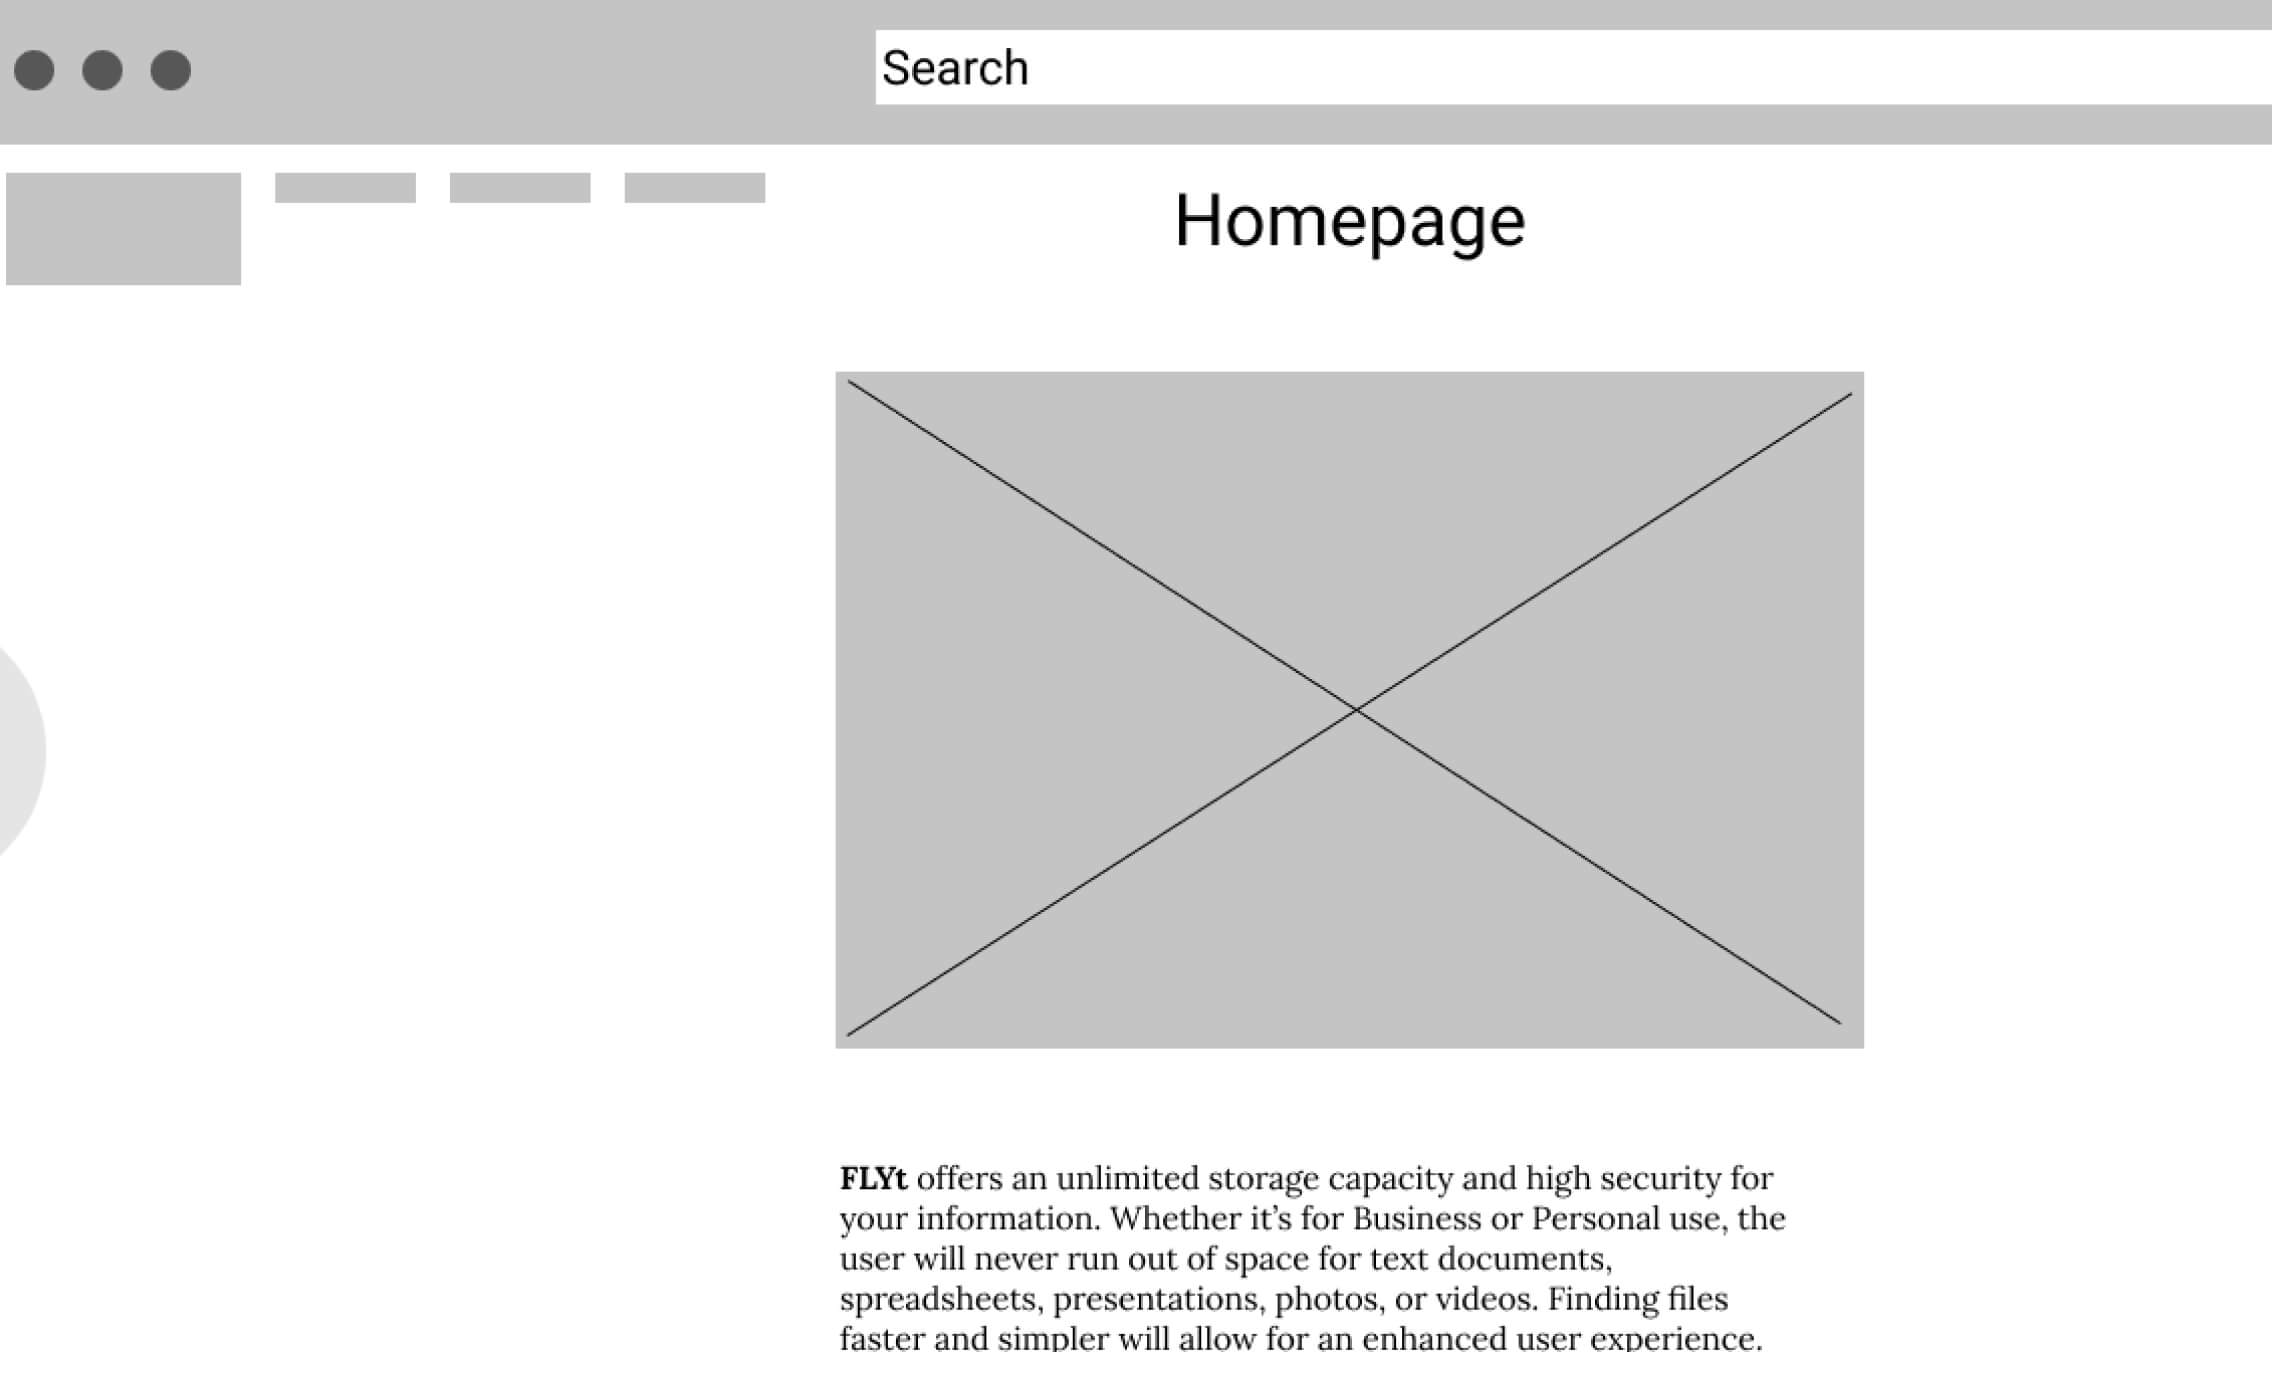 Search
Homepage
FLYt offers an unlimited storage capacity and high security for
your information. Whether it’s for Business or Personal use, the
user will never run out of space for text documents,
spreadsheets, presentations, photos, or videos. Finding files
faster and simpler will allow for an enhanced user experience.